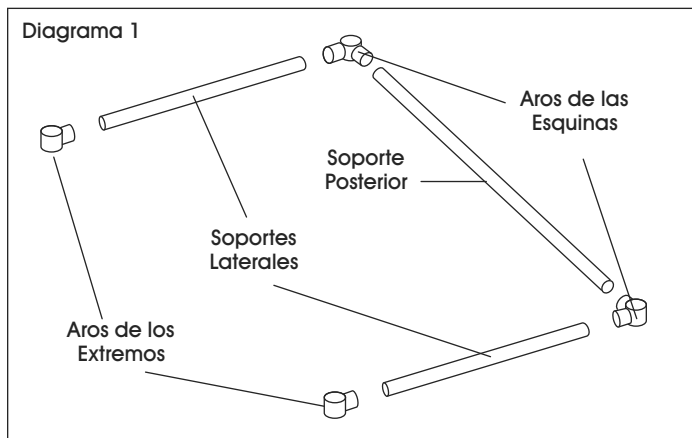 Diagrama 1
Aros de las
Esquinas
Soporte
Posterior
Soportes
Laterales
Aros de los
Extremos